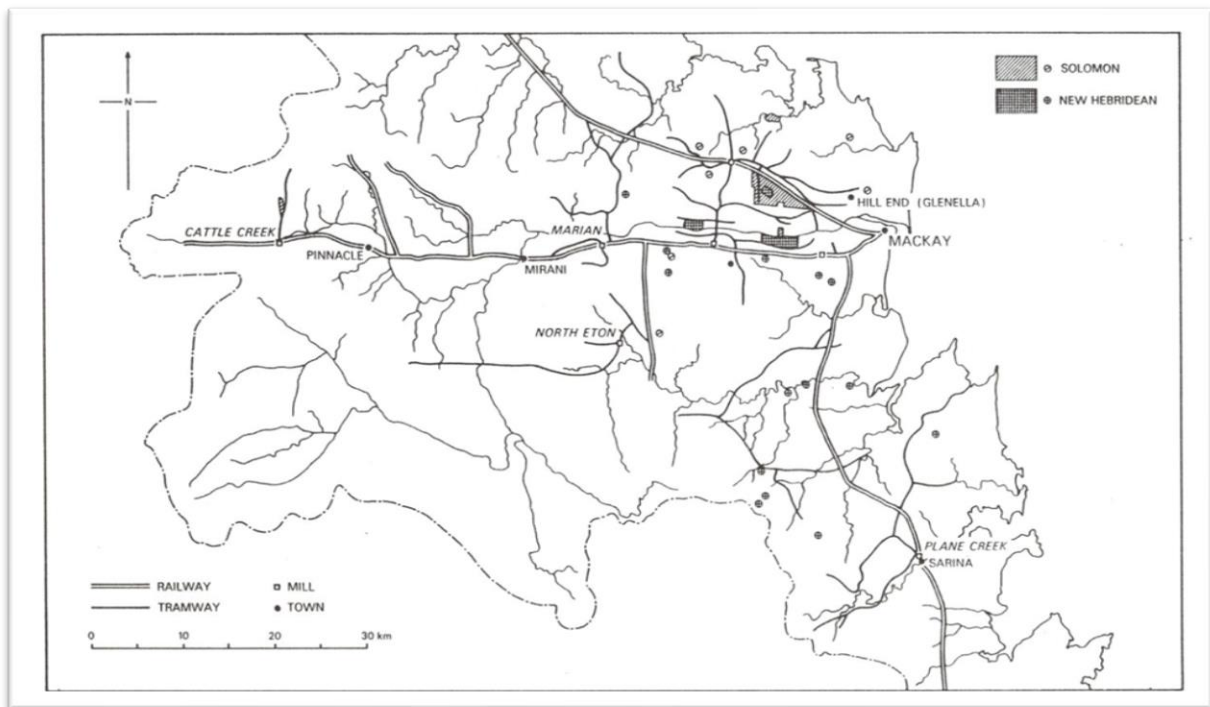 SOLOMON
N
NEW HEBRIDEAN
HILL END (GLENELLA)
CATTLE CREEK
MARIAN
MACKAY
PINNACLE
MIRANI
NORTH ETON
PLANE CREEK
SARINA
RAILWAY
MILL
TRAMWAY
TOWN
0 10 20 30 km